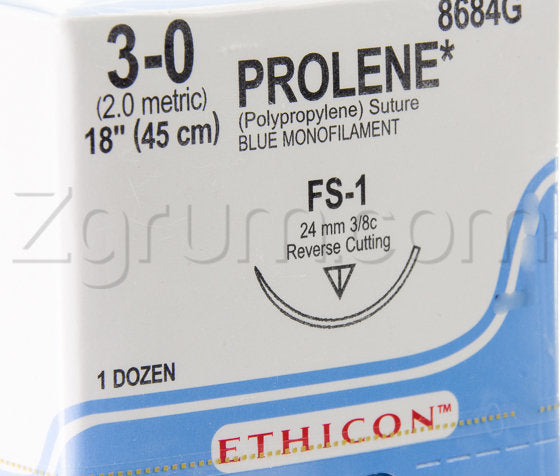 8684G
3-0
(2.0 metric)
18" (45 cm)
PROLENE*
(Polypropylene) Suture
BLUE MONOFILAMENT
FS-1
24 mm 3/8c
Reverse Cutting
Zgrum.com
1 DOZEN
ETHICON™